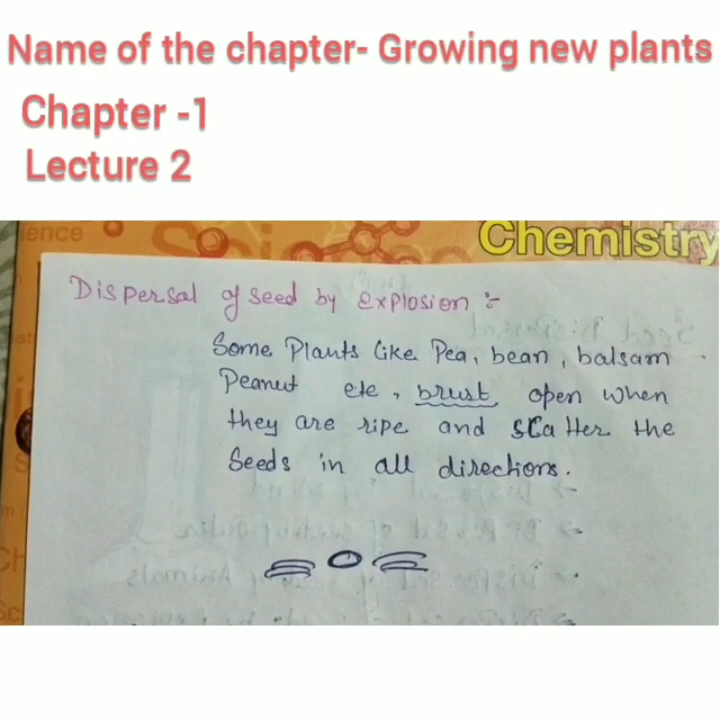 Name of the chapter- Growing new plants
Chapter -1
Lecture 2
ience
Chemistry
Dispersal of seed by explosion :-
Some Plants like Pea, bean, balsam
Peanut etc, brust open when
they are ripe and scatter the
Seeds in all directions.